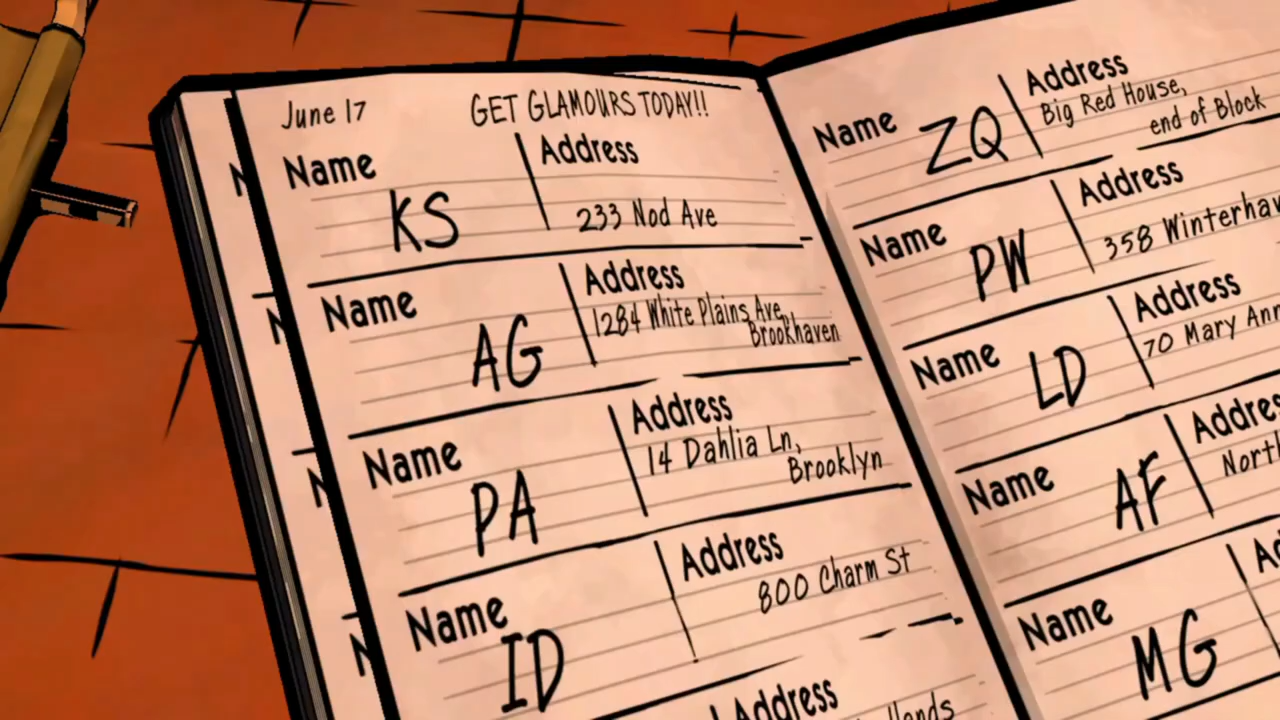 June 17 GET GLAMOURS TODAY!!
Name Address
KS 233 Nod Ave
Name Address
AG 1284 White Plains Ave,
Brookhaven
Name Address
PA 14 Dahlia Ln,
Brooklyn
Name Address
ID 800 Charm St
Address
Name Address
ZQ Big Red House,
end of Block
Name Address
PW 358
Name Address
LD 70 Mary Ann
Name
AF
Name
MG